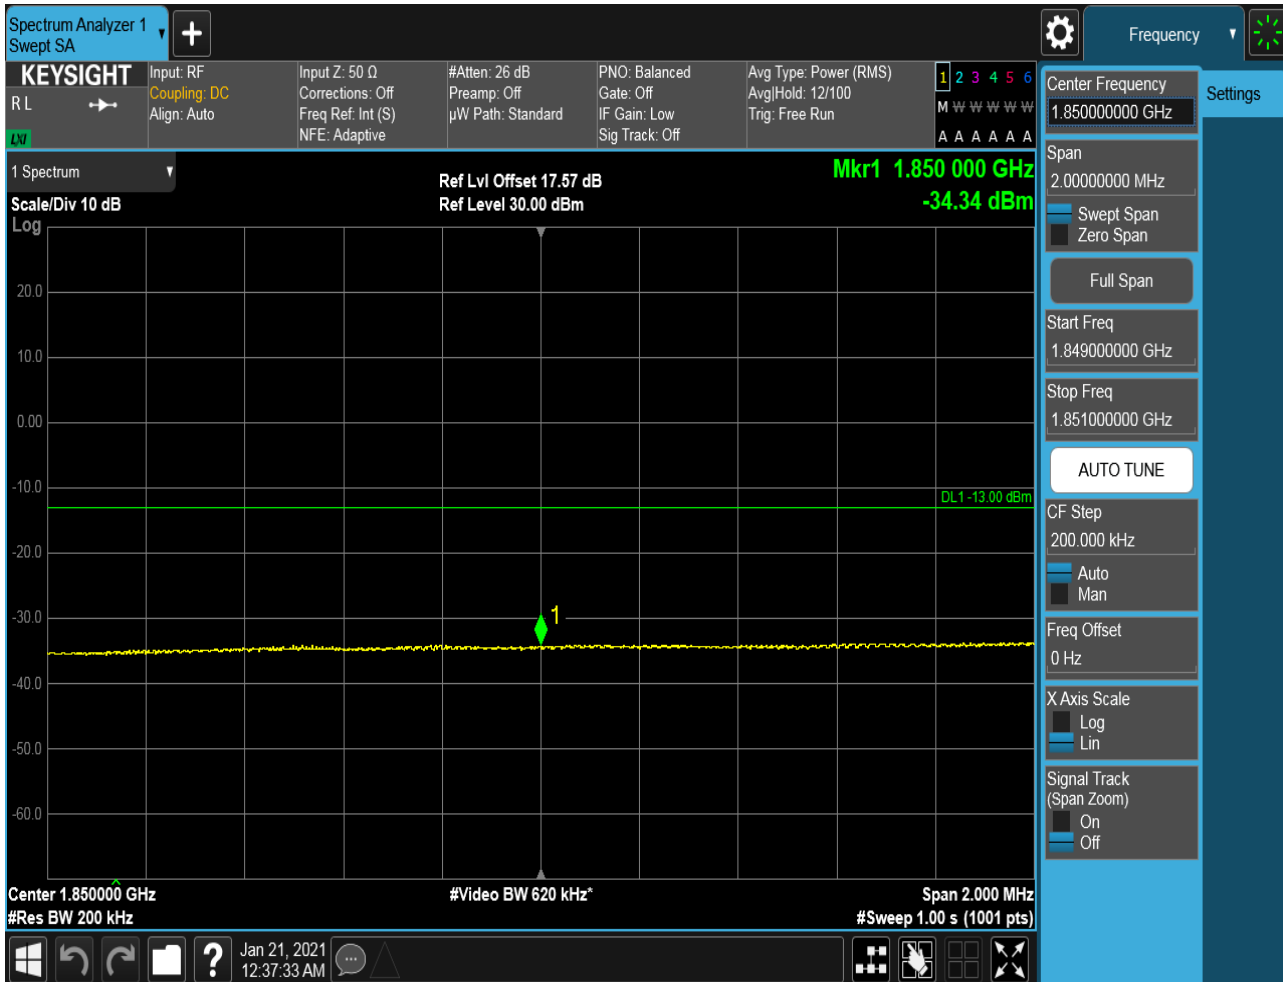 Spectrum Analyzer 1
Swept SA
+
Frequency
KEYSIGHT
R L
LXI
Input: RF
Coupling: DC
Align: Auto
Input Z: 50 Ω
Corrections: Off
Freq Ref: Int (S)
NFE: Adaptive
#Atten: 26 dB
Preamp: Off
µW Path: Standard
PNO: Balanced
Gate: Off
IF Gain: Low
Sig Track: Off
Avg Type: Power (RMS)
Avg|Hold: 12/100
Trig: Free Run
1 2 3 4 5 6
M W W W W W
A A A A A A
1 Spectrum
Scale/Div 10 dB
Log
Ref Lvl Offset 17.57 dB
Ref Level 30.00 dBm
Mkr1 1.850 000 GHz
-34.34 dBm
20.0
10.0
0.00
-10.0
DL1 -13.00 dBm
-20.0
-30.0
1
-40.0
-50.0
-60.0
Center 1.850000 GHz
#Res BW 200 kHz
#Video BW 620 kHz*
Span 2.000 MHz
#Sweep 1.00 s (1001 pts)
Center Frequency
1.850000000 GHz
Settings
Span
2.00000000 MHz
Swept Span
Zero Span
Full Span
Start Freq
1.849000000 GHz
Stop Freq
1.851000000 GHz
AUTO TUNE
CF Step
200.000 kHz
Auto
Man
Freq Offset
0 Hz
X Axis Scale
Log
Lin
Signal Track
(Span Zoom)
On
Off
?
Jan 21, 2021
12:37:33 AM